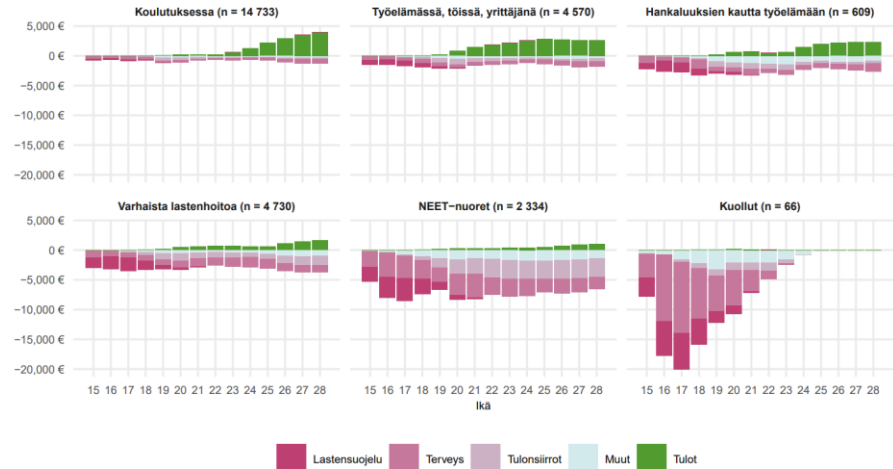 Koulutuksessa (n = 14 733)
Työelämässä, töissä, yrittäjänä (n = 4 570)
Hankaluuksien kautta työelämään (n = 609)
5,000 €
0 €
−5,000 €
−10,000 €
−15,000 €
−20,000 €
Varhaista lastenhoitoa (n = 4 730)
NEET−nuoret (n = 2 334)
Kuollut (n = 66)
5,000 €
0 €
−5,000 €
−10,000 €
−15,000 €
−20,000 €
15 16 17 18 19 20 21 22 23 24 25 26 27 28
15 16 17 18 19 20 21 22 23 24 25 26 27 28
15 16 17 18 19 20 21 22 23 24 25 26 27 28
Ikä
Lastensuojelu Terveys Tulonsiirrot Muut Tulot